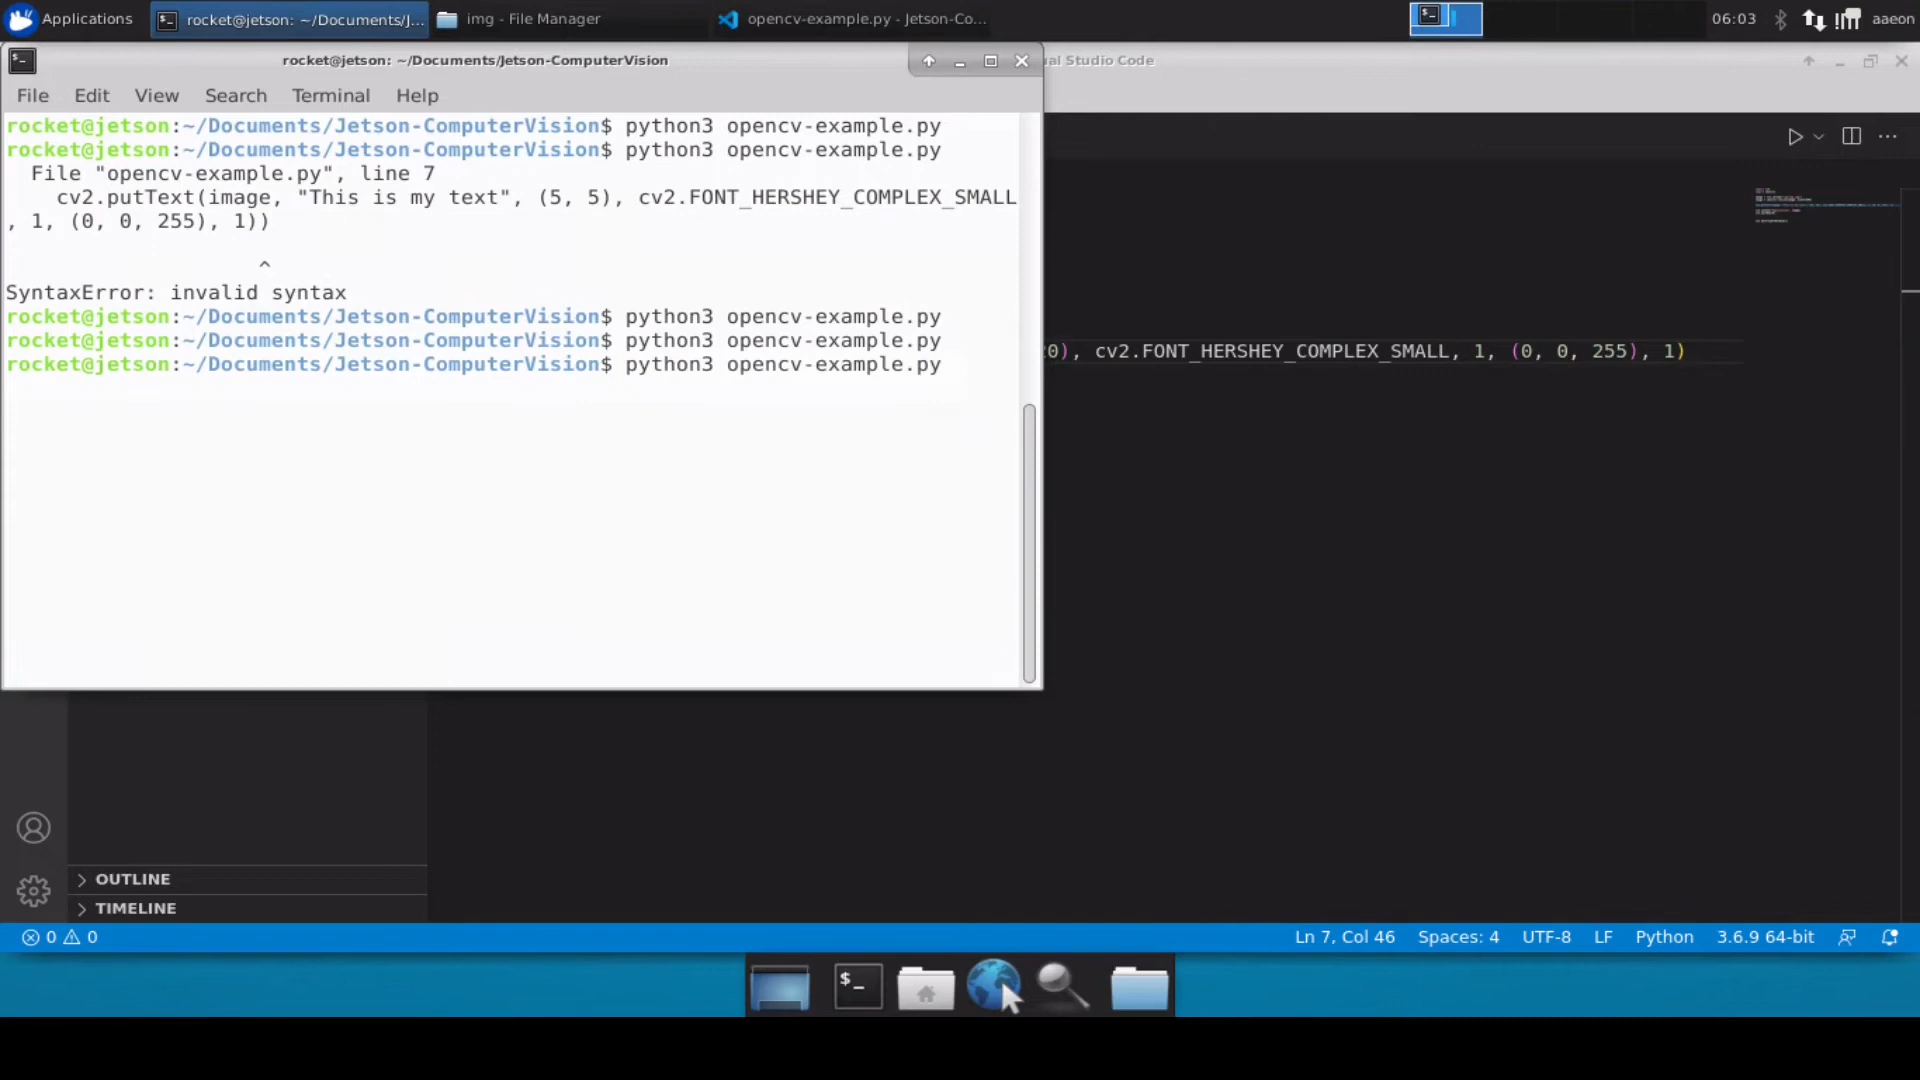 Applications
rocket@jetson: ~/Documents/J...
img - File Manager
opencv-example.py - Jetson-Co...
06:03
aaeon
rocket@jetson: ~/Documents/Jetson-ComputerVision
al Studio Code
File Edit View Search Terminal Help
rocket@jetson:~/Documents/Jetson-ComputerVision$ python3 opencv-example.py
rocket@jetson:~/Documents/Jetson-ComputerVision$ python3 opencv-example.py
File "opencv-example.py", line 7
cv2.putText(image, "This is my text", (5, 5), cv2.FONT_HERSHEY_COMPLEX_SMALL
, 1, (0, 0, 255), 1))
^
SyntaxError: invalid syntax
rocket@jetson:~/Documents/Jetson-ComputerVision$ python3 opencv-example.py
rocket@jetson:~/Documents/Jetson-ComputerVision$ python3 opencv-example.py
rocket@jetson:~/Documents/Jetson-ComputerVision$ python3 opencv-example.py
0), cv2.FONT_HERSHEY_COMPLEX_SMALL, 1, (0, 0, 255), 1)
OUTLINE
TIMELINE
0 0
Ln 7, Col 46 Spaces: 4 UTF-8 LF Python 3.6.9 64-bit
$_